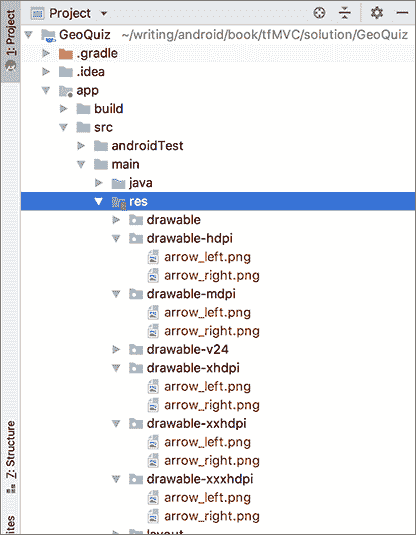 Project
GeoQuiz ~/writing/android/book/tfMVC/solution/GeoQuiz
.gradle
.idea
app
build
src
androidTest
main
java
res
drawable
drawable-hdpi
arrow_left.png
arrow_right.png
drawable-mdpi
arrow_left.png
arrow_right.png
drawable-v24
drawable-xhdpi
arrow_left.png
arrow_right.png
drawable-xxhdpi
arrow_left.png
arrow_right.png
drawable-xxxhdpi
arrow_left.png
arrow_right.png
layout
1: Project
Z: Structure
ites